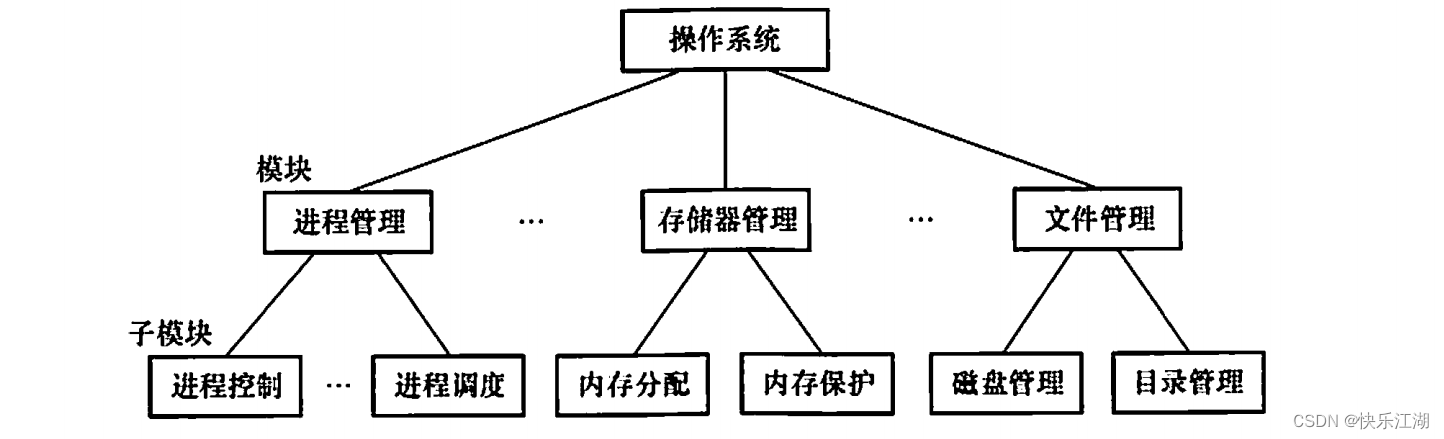 操作系统
模块
进程管理
…
存储器管理
…
文件管理
子模块
进程控制
…
进程调度
内存分配
内存保护
磁盘管理
目录管理
CSDN @快乐江湖